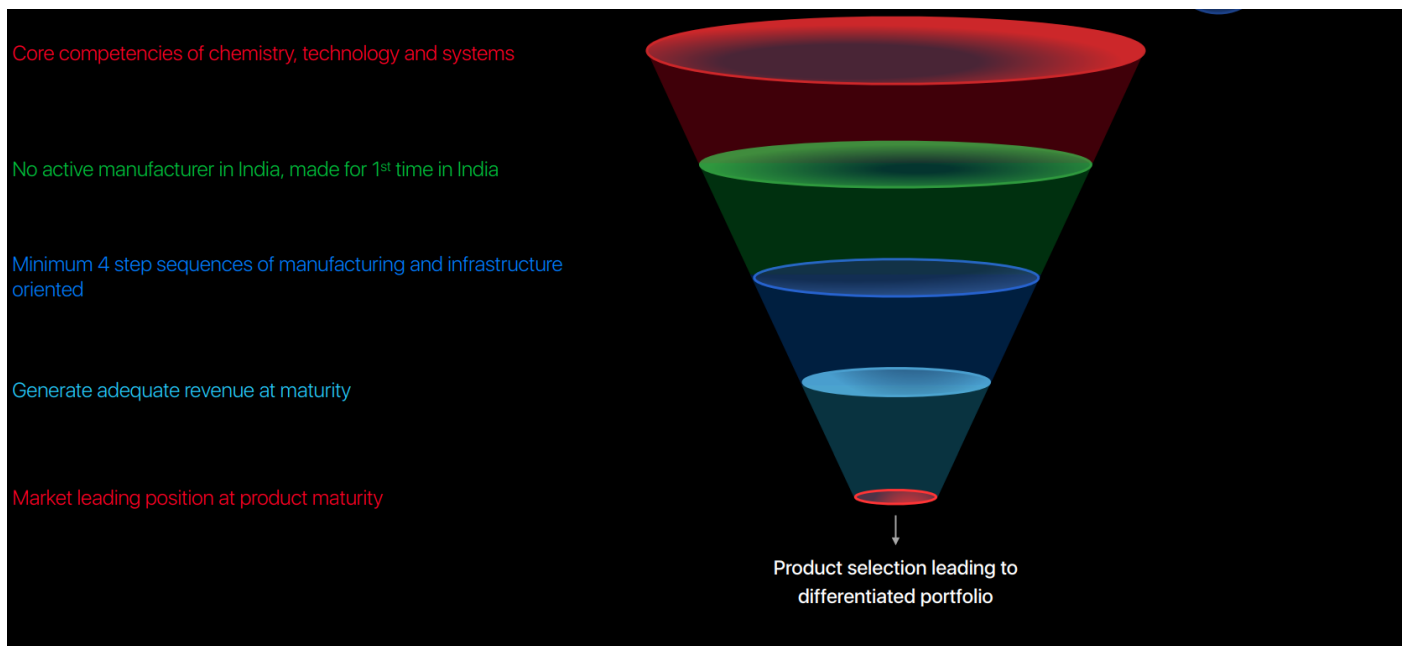 Core competencies of chemistry, technology and systems
No active manufacturer in India, made for 1st time in India
Minimum 4 step sequences of manufacturing and infrastructure
oriented
Generate adequate revenue at maturity
Market leading position at product maturity
Product selection leading to
differentiated portfolio